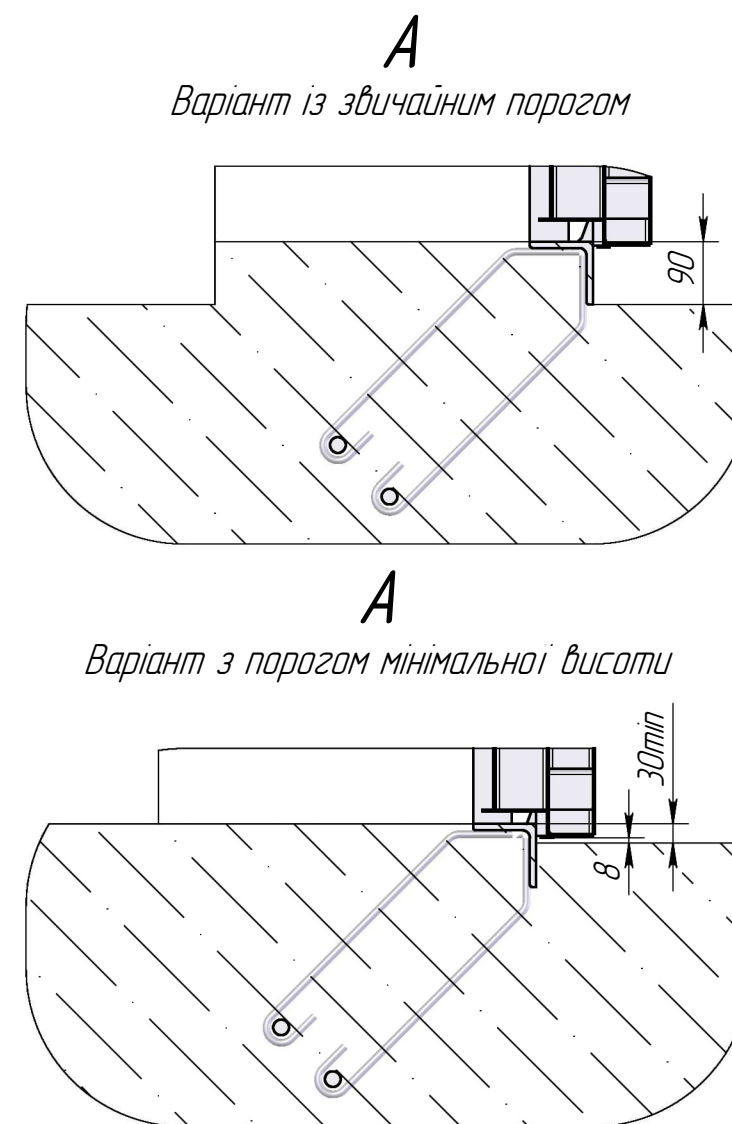 А
Варіант із звичайним порогом
90
А
Варіант з порогом мінімальної висоти
30min
8